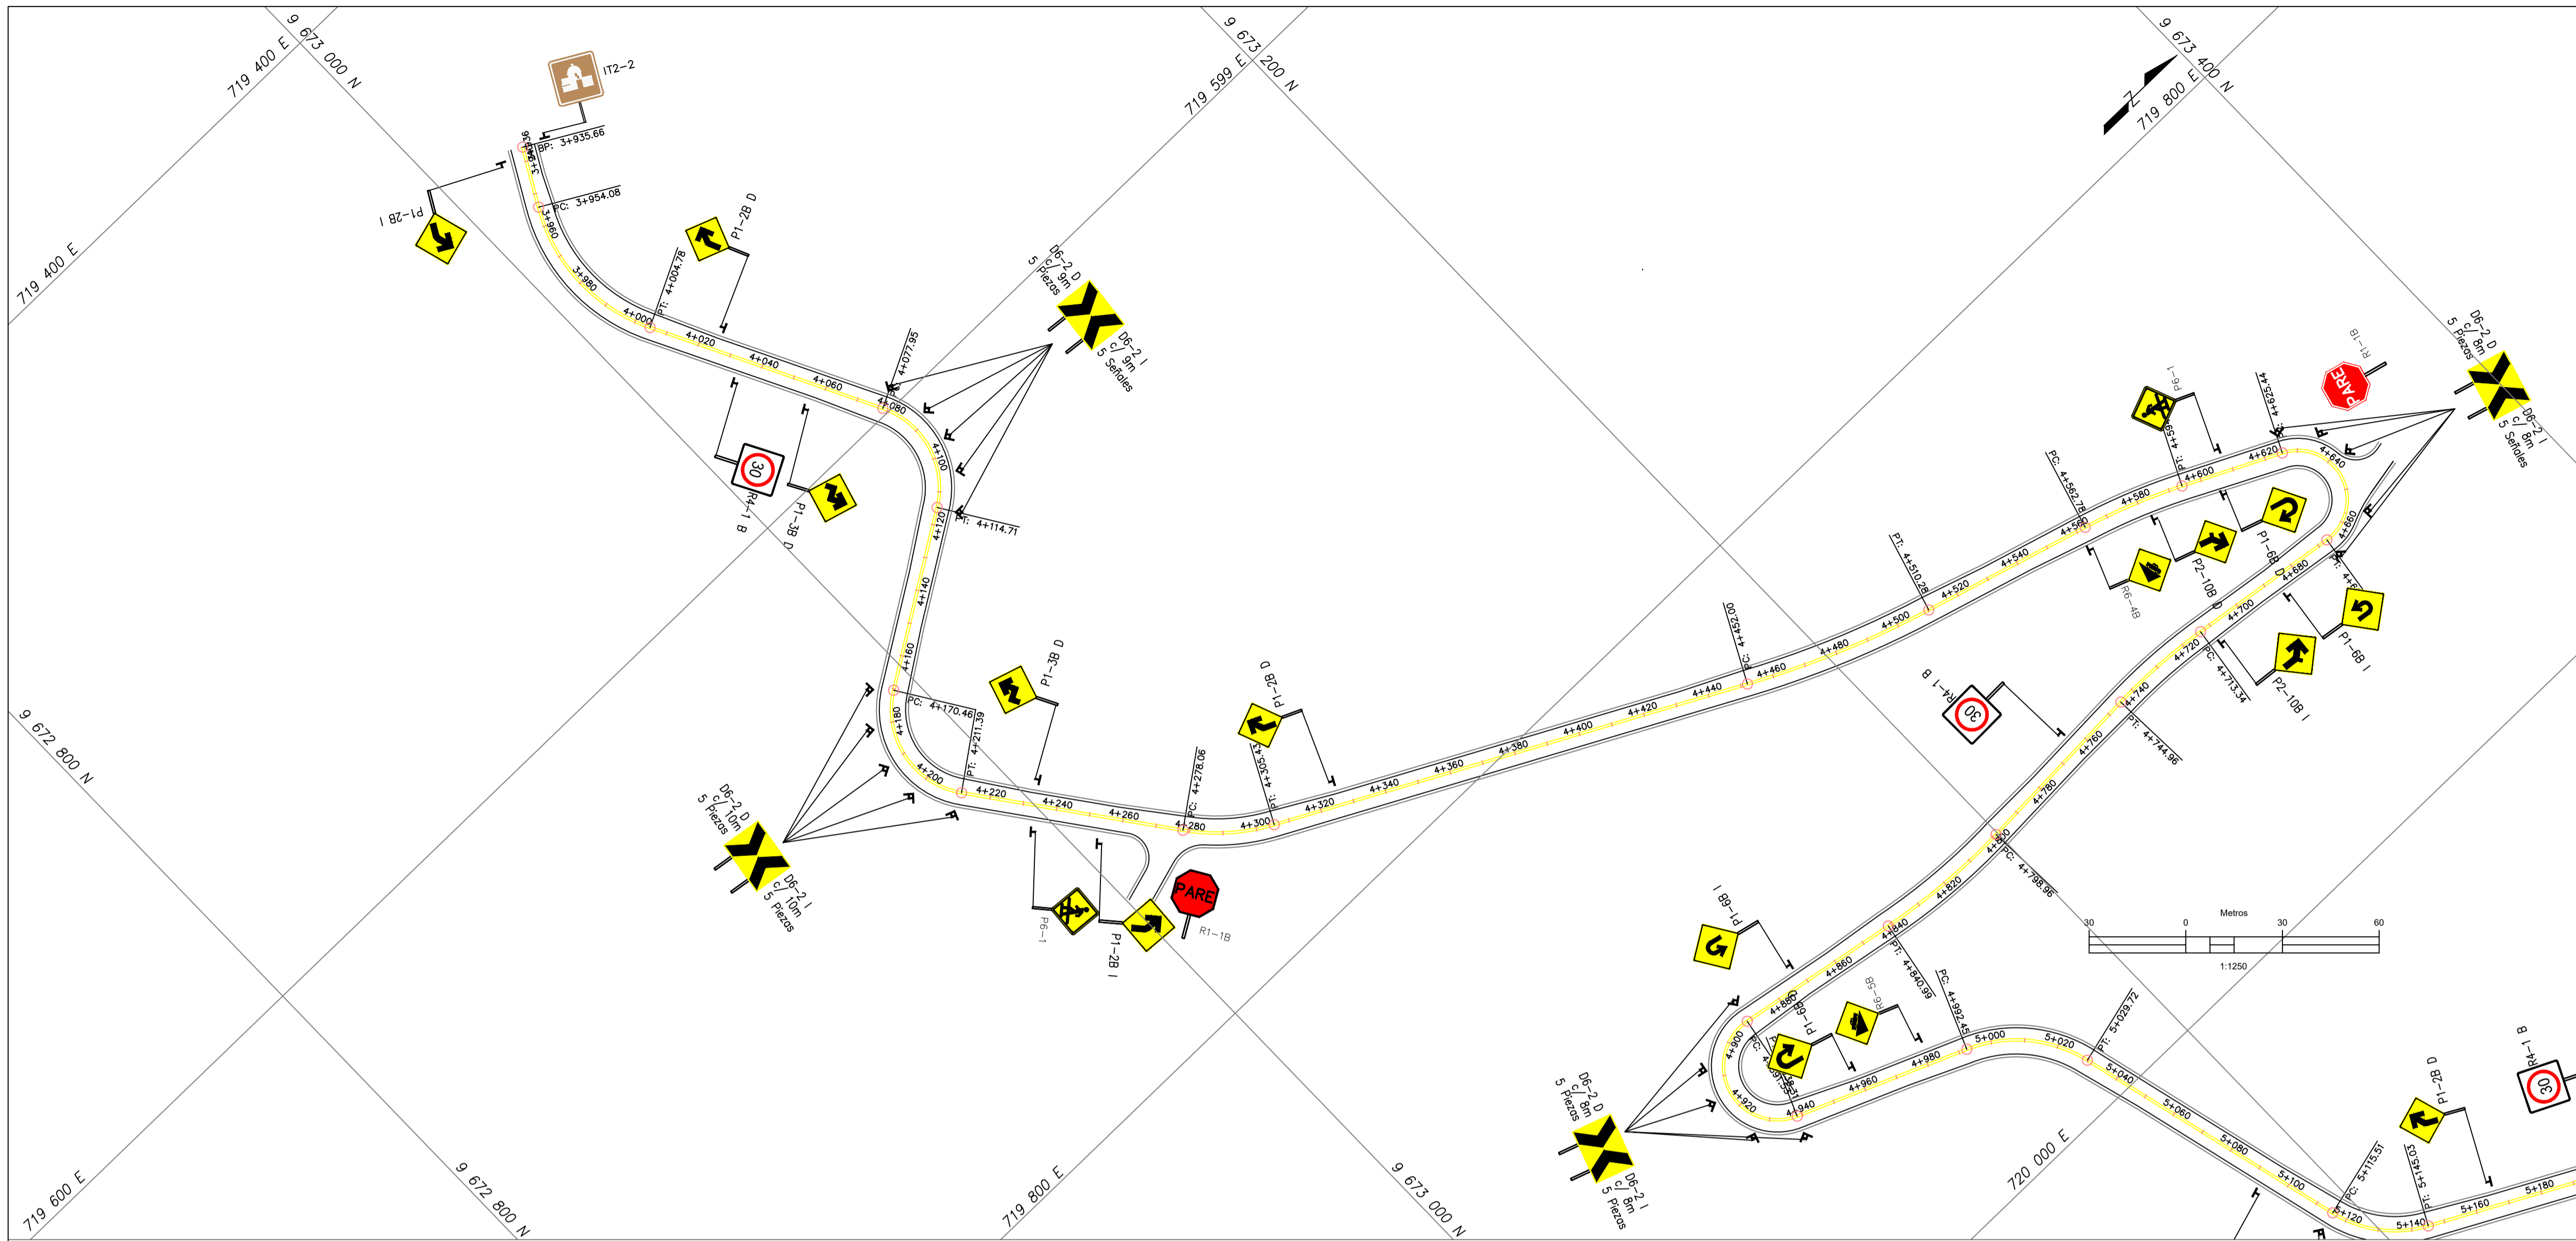 9 673 000 N
719 400 E
IT2-2
BP: 3+935.66
PC: 3+954.08
3+960
P1-2B I
3+980
4+000
PT: 4+004.78
P1-2B D
4+020
4+040
4+060
4+077.95
4+080
D6-2 D
c/ 9m
5 Piezas
D6-2 I
c/ 9m
5 Señales
4+100
4+120
PT: 4+114.71
30
R4-1 B
P1-3B D
4+140
4+160
PC: 4+170.46
4+180
4+200
PT: 4+211.39
4+220
4+240
4+260
P1-3B D
D6-2 D
c/ 10m
5 Piezas
D6-2 I
c/ 10m
5 Piezas
P6-1
P1-2B I
PARE
R1-1B
PC: 4+278.06
4+280
4+300
PT: 4+305.43
P1-2B D
4+320
4+340
4+360
4+380
4+400
4+420
4+440
PC: 4+452.00
4+460
4+480
4+500
PT: 4+510.28
4+520
4+540
4+560
PC: 4+562.78
4+580
4+600
P6-1
4+620
4+625.44
4+640
4+660
4+680
PARE
R1-1B
D6-2 D
c/ 8m
5 Piezas
D6-2 I
c/ 8m
5 Señales
R6-4B
P2-10B D
P1-6B D
P1-6B I
P2-10B I
4+700
PC: 4+713.34
4+720
4+740
PT: 4+744.96
4+760
4+780
R4-1 B
30
PC: 4+798.96
4+820
4+840
PT: 4+840.99
4+860
4+880
P1-6B I
4+900
4+920
4+940
P1-6B D
R6-5B
4+960
4+980
PC: 4+992.45
5+000
5+020
PT: 5+029.72
5+040
5+060
5+080
5+100
PC: 5+115.51
5+120
5+140
PT: 5+145.03
5+160
5+180
P1-2B D
R4-1 B
30
D6-2 D
c/ 8m
5 Piezas
D6-2 I
c/ 8m
5 Piezas
Metros
30 0 30 60
1:1250
9 673 200 N
719 599 E
9 673 400 N
719 800 E
N
719 400 E
9 672 800 N
719 600 E
9 672 800 N
719 800 E
9 673 000 N
720 000 E